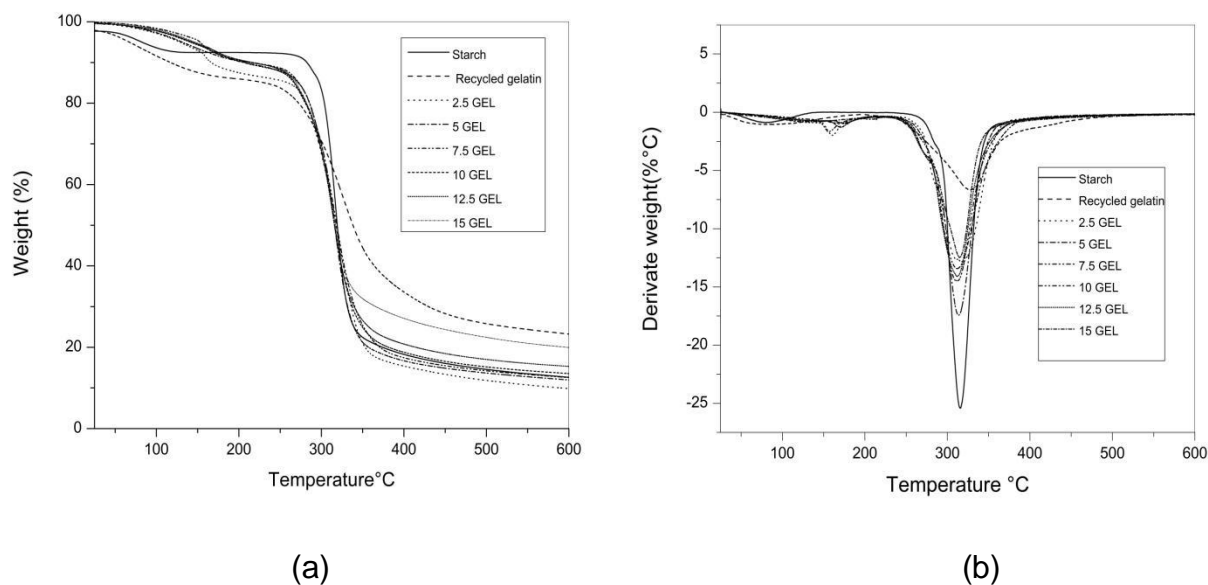 100
80
60
40
20
0
Weight (%)
100
200
300
400
500
600
Temperature°C
Starch
Recycled gelatin
2.5 GEL
5 GEL
7.5 GEL
10 GEL
12.5 GEL
15 GEL
(a)
5
0
-5
-10
-15
-20
-25
Derivate weight(%°C)
100
200
300
400
500
600
Temperature °C
Starch
Recycled gelatin
2.5 GEL
5 GEL
7.5 GEL
10 GEL
12.5 GEL
15 GEL
(b)